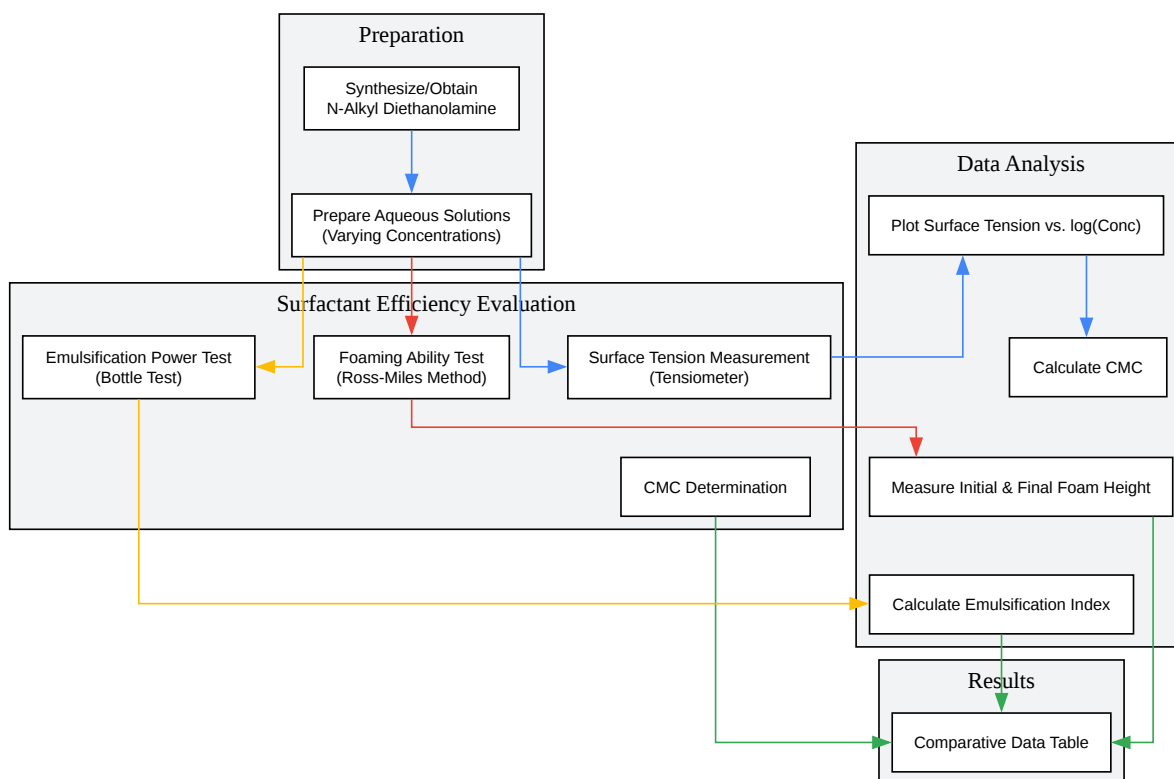 Preparation
Synthesize/Obtain
N-Alkyl Diethanolamine
Prepare Aqueous Solutions
(Varying Concentrations)
Surfactant Efficiency Evaluation
Emulsification Power Test
(Bottle Test)
Foaming Ability Test
(Ross-Miles Method)
Surface Tension Measurement
(Tensiometer)
CMC Determination
Data Analysis
Plot Surface Tension vs. log(Conc)
Calculate CMC
Measure Initial & Final Foam Height
Calculate Emulsification Index
Results
Comparative Data Table